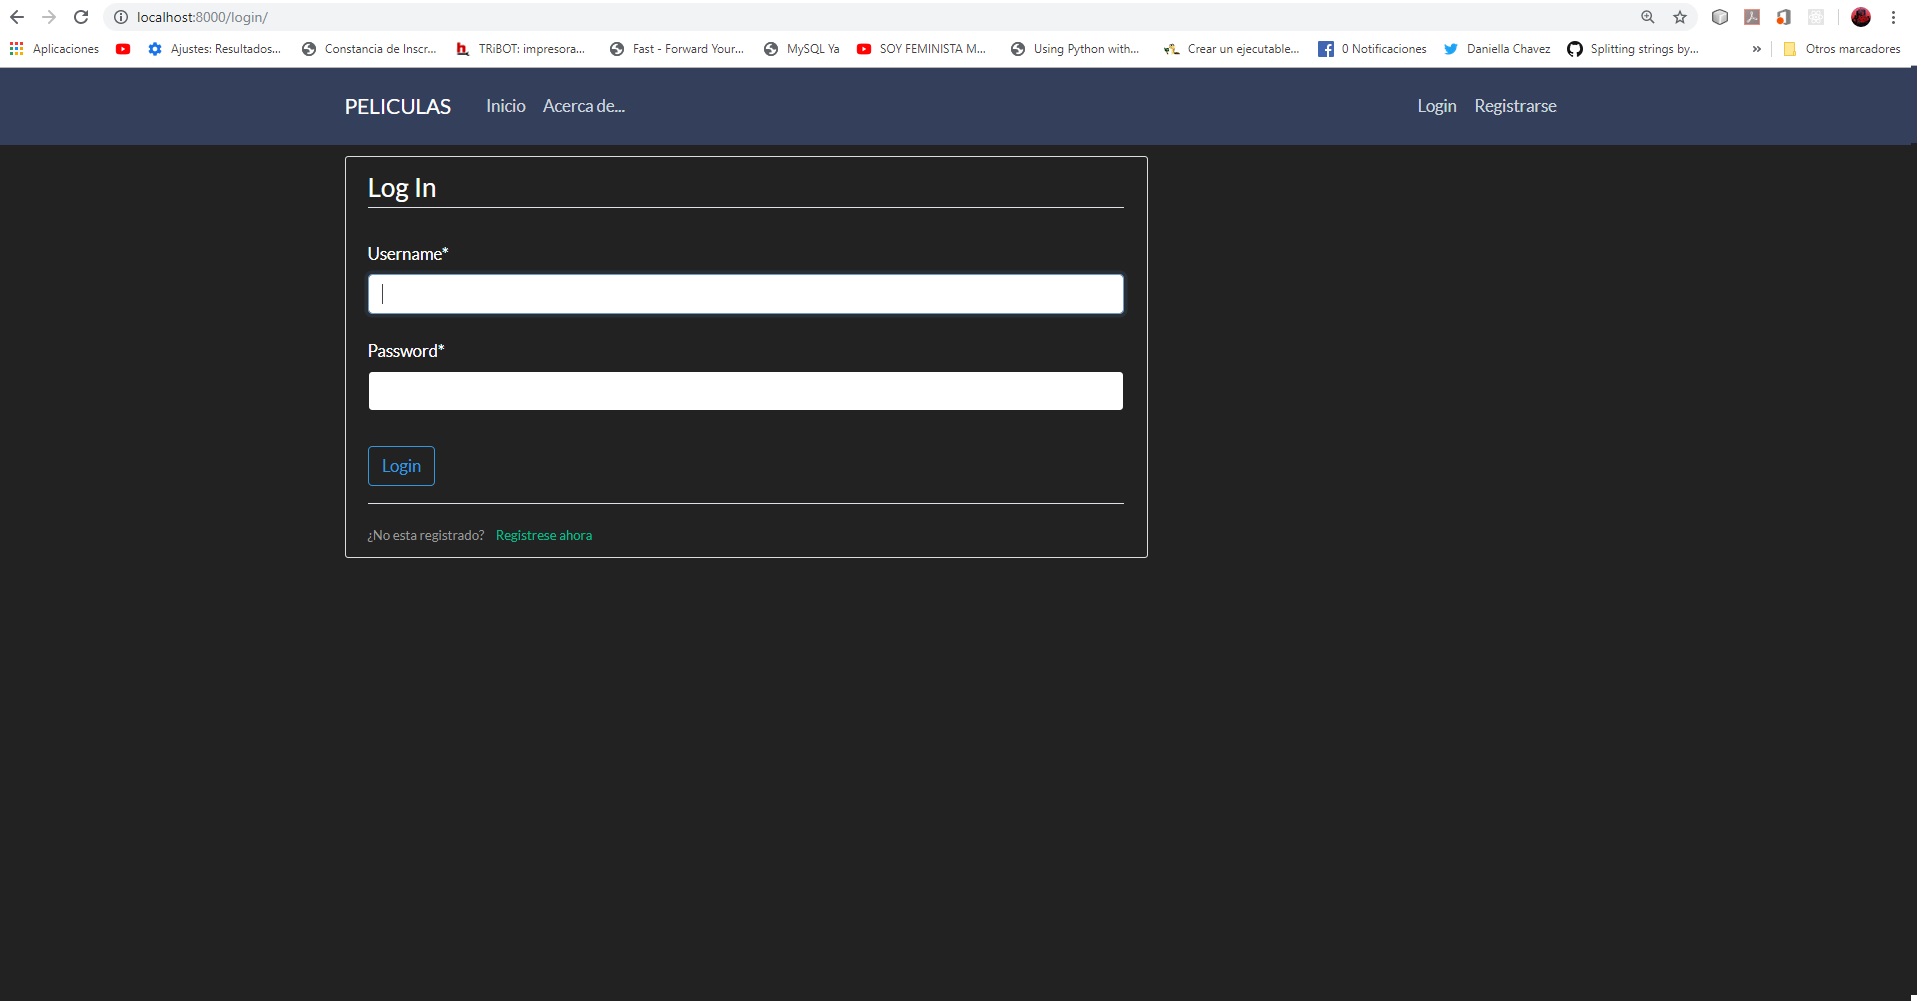 localhost:8000/login/
Aplicaciones Ajustes: Resultados... Constancia de Inscr... TRiBOT: impresora... Fast - Forward Your... MySQL Ya SOY FEMINISTA M... Using Python with... Crear un ejecutable... 0 Notificaciones Daniella Chavez Splitting strings by... » Otros marcadores
PELICULAS Inicio Acerca de... Login Registrarse
Log In
Username*
Password*
Login
¿No esta registrado? Registrese ahora